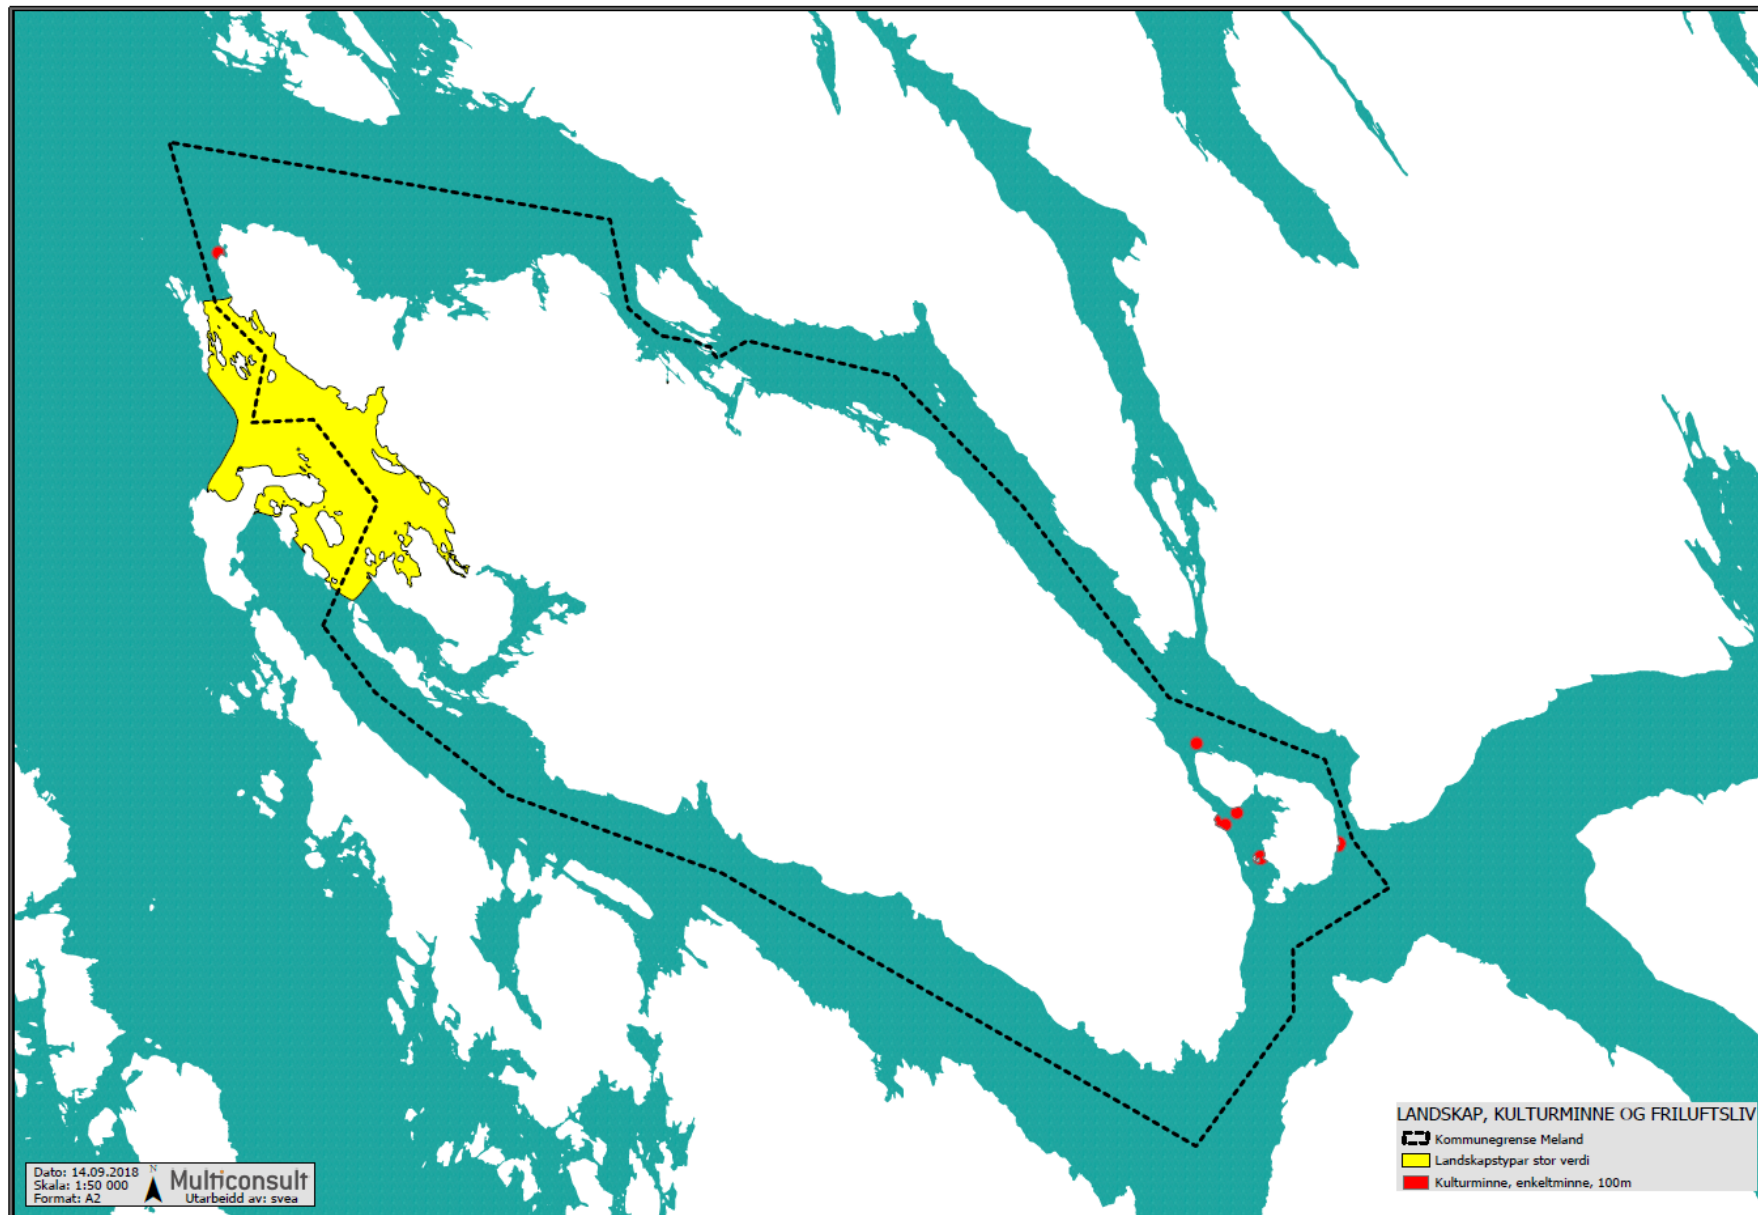 LANDSKAP, KULTURMINNE OG FRILUFTSLIV
Kommunegrense Meland
Landskapstypar stor verdi
Kulturminne, enkeltminne, 100m
Dato: 14.09.2018
Skala: 1:50 000
Format: A2
N
Multiconsult
Utarbeidd av: svea